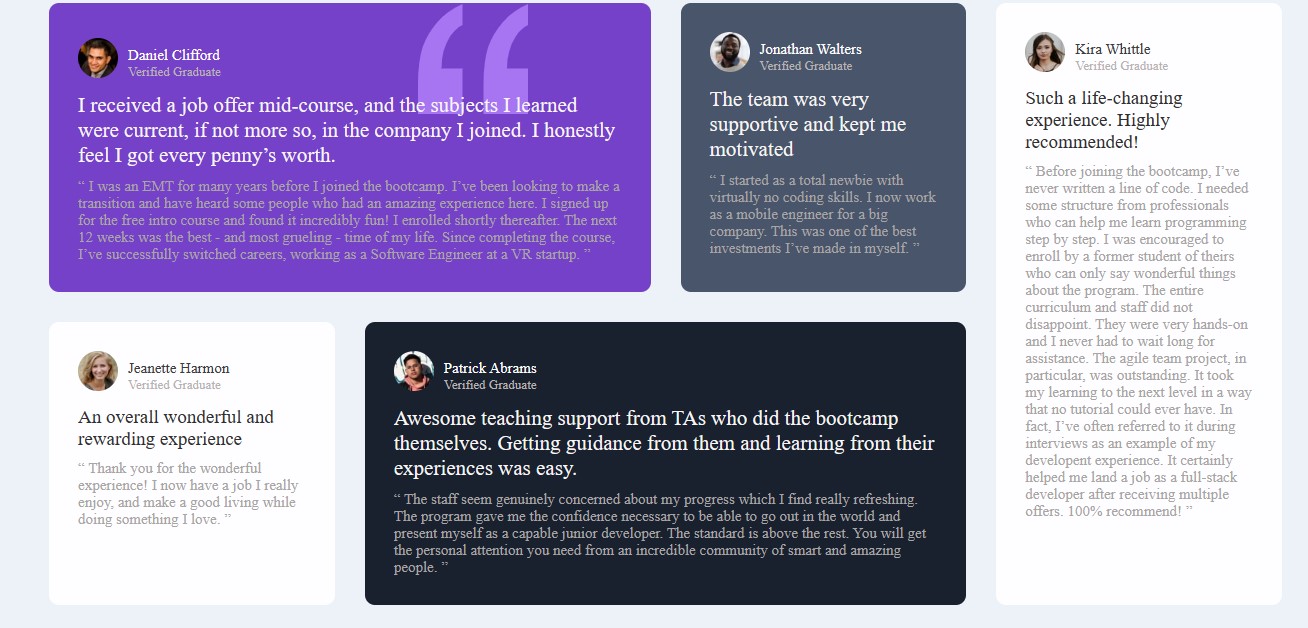 Daniel Clifford
Verified Graduate
I received a job offer mid-course, and the subjects I learned
were current, if not more so, in the company I joined. I honestly
feel I got every penny’s worth.
“ I was an EMT for many years before I joined the bootcamp. I’ve been looking to make a
transition and have heard some people who had an amazing experience here. I signed up
for the free intro course and found it incredibly fun! I enrolled shortly thereafter. The next
12 weeks was the best - and most grueling - time of my life. Since completing the course,
I’ve successfully switched careers, working as a Software Engineer at a VR startup. ”
Jonathan Walters
Verified Graduate
The team was very
supportive and kept me
motivated
“ I started as a total newbie with
virtually no coding skills. I now work
as a mobile engineer for a big
company. This was one of the best
investments I’ve made in myself. ”
Kira Whittle
Verified Graduate
Such a life-changing
experience. Highly
recommended!
“ Before joining the bootcamp, I’ve
never written a line of code. I needed
some structure from professionals
who can help me learn programming
step by step. I was encouraged to
enroll by a former student of theirs
who can only say wonderful things
about the program. The entire
curriculum and staff did not
disappoint. They were very hands-on
and I never had to wait long for
assistance. The agile team project, in
particular, was outstanding. It took
my learning to the next level in a way
that no tutorial could ever have. In
fact, I’ve often referred to it during
interviews as an example of my
developent experience. It certainly
helped me land a job as a full-stack
developer after receiving multiple
offers. 100% recommend! ”
Jeanette Harmon
Verified Graduate
An overall wonderful and
rewarding experience
“ Thank you for the wonderful
experience! I now have a job I really
enjoy, and make a good living while
doing something I love. ”
Patrick Abrams
Verified Graduate
Awesome teaching support from TAs who did the bootcamp
themselves. Getting guidance from them and learning from their
experiences was easy.
“ The staff seem genuinely concerned about my progress which I find really refreshing.
The program gave me the confidence necessary to be able to go out in the world and
present myself as a capable junior developer. The standard is above the rest. You will get
the personal attention you need from an incredible community of smart and amazing
people. ”